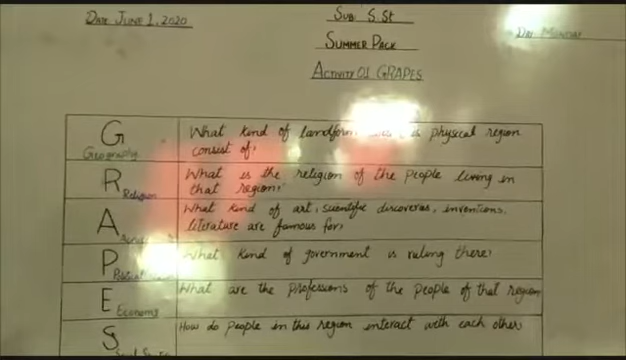 Date June 1, 2020
Sub S.St
Day Monday
Summer Pack
Activity 01 GRAPES
G
Geography
What kind of landform this physical region
consist of?
R
Religion
What is the religion of the people living in
that region?
A
What kind of art, scientific discoveres, inventions,
literature are famous for?
P
Political
What kind of government is ruling there?
E
Economy
What are the professions of the people of that region
S
How do people in this region interact with each other